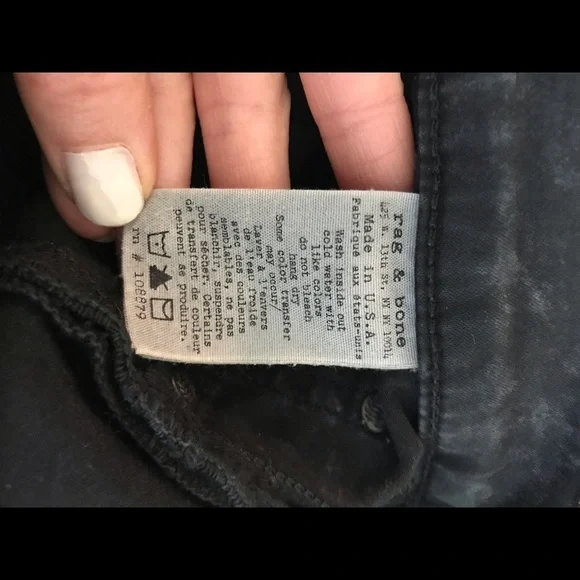 rag & bone
425 W. 13th St, NY NY 10014
Made in U.S.A.
Fabriqué aux états-unis
Wash inside out
cold water with
like colors
do not bleach
hang dry
Some color transfer
may occur/
Laver à l'envers
de l'eau froide
avec des couleurs
semblables, ne pas
blanchir, suspendre
pour sécher. Certains
de transfert de couleur
peuvent se produire.
rn # 108879